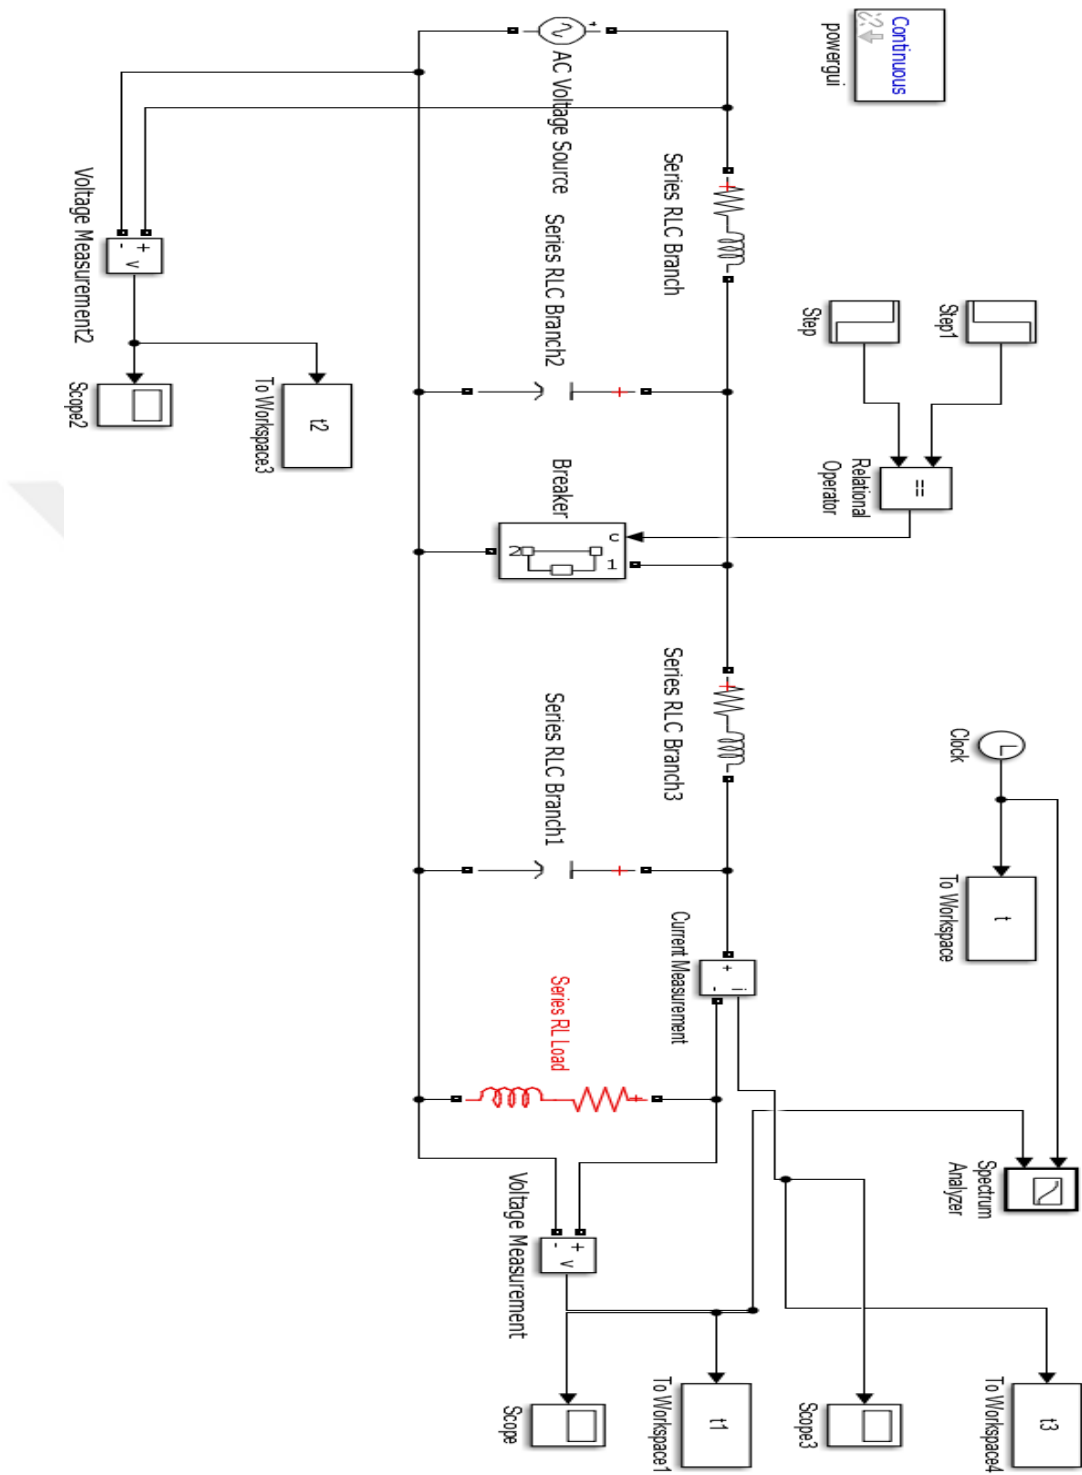 Continuous
powergui
Step1
Step
==
Relational
Operator
Clock
t
To Workspace
Spectrum
Analyzer
t3
To Workspace4
Scope3
Series RLC Branch
Series RLC Branch3
+
-
i
Current Measurement
t1
To Workspace1
AC Voltage Source
Series RLC Branch2
c
1
2
Breaker
Series RLC Branch1
Series RL Load
+
-
v
Voltage Measurement
Scope
t2
To Workspace3
+
-
v
Voltage Measurement2
Scope2